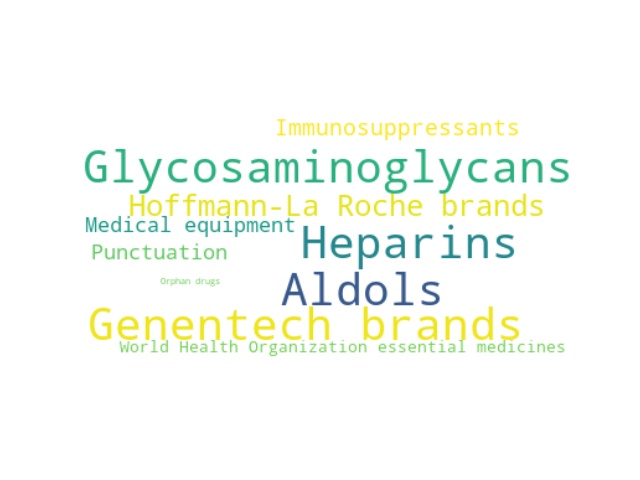 Immunosuppressants
Glycosaminoglycans
Hoffmann-La Roche brands
Medical equipment
Heparins
Punctuation
Orphan drugs
Aldols
Genentech brands
World Health Organization essential medicines